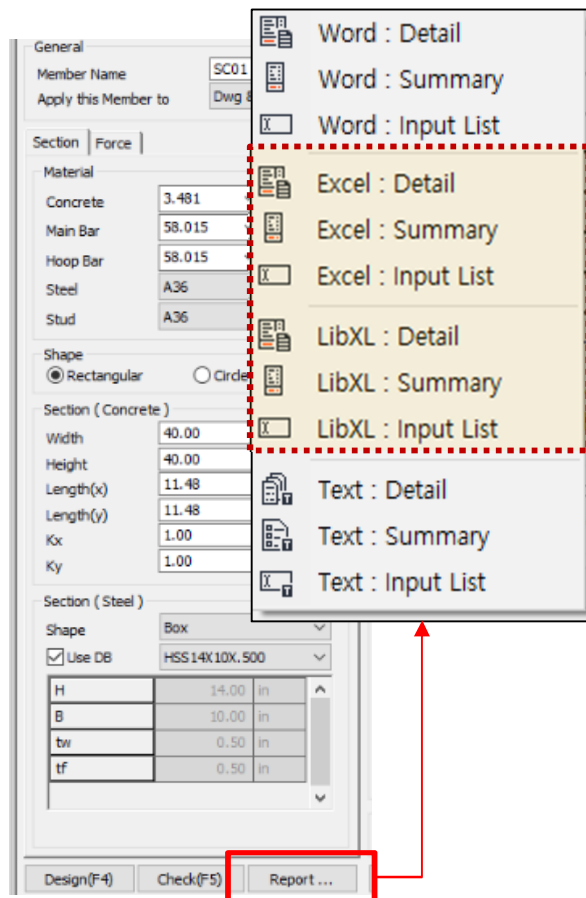 General
Member Name SC01
Apply this Member to Dwg &
Section Force
Material
Concrete 3.481
Main Bar 58.015
Hoop Bar 58.015
Steel A36
Stud A36
Shape
Rectangular Circle
Section ( Concrete )
Width 40.00
Height 40.00
Length(x) 11.48
Length(y) 11.48
Kx 1.00
Ky 1.00
Section ( Steel )
Shape Box
Use DB HSS14X10X.500
H 14.00 in
B 10.00 in
tw 0.50 in
tf 0.50 in
Design(F4) Check(F5) Report ...
Word : Detail
Word : Summary
Word : Input List
Excel : Detail
Excel : Summary
Excel : Input List
LibXL : Detail
LibXL : Summary
LibXL : Input List
Text : Detail
Text : Summary
Text : Input List